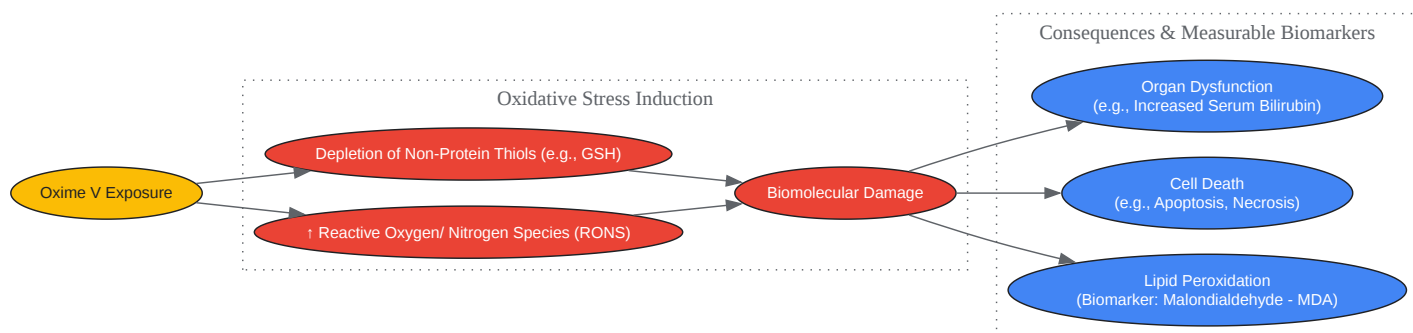 Consequences & Measurable Biomarkers
Oxidative Stress Induction
Oxime V Exposure
Depletion of Non-Protein Thiols (e.g., GSH)
↑ Reactive Oxygen/ Nitrogen Species (RONS)
Biomolecular Damage
Organ Dysfunction
(e.g., Increased Serum Bilirubin)
Cell Death
(e.g., Apoptosis, Necrosis)
Lipid Peroxidation
(Biomarker: Malondialdehyde - MDA)